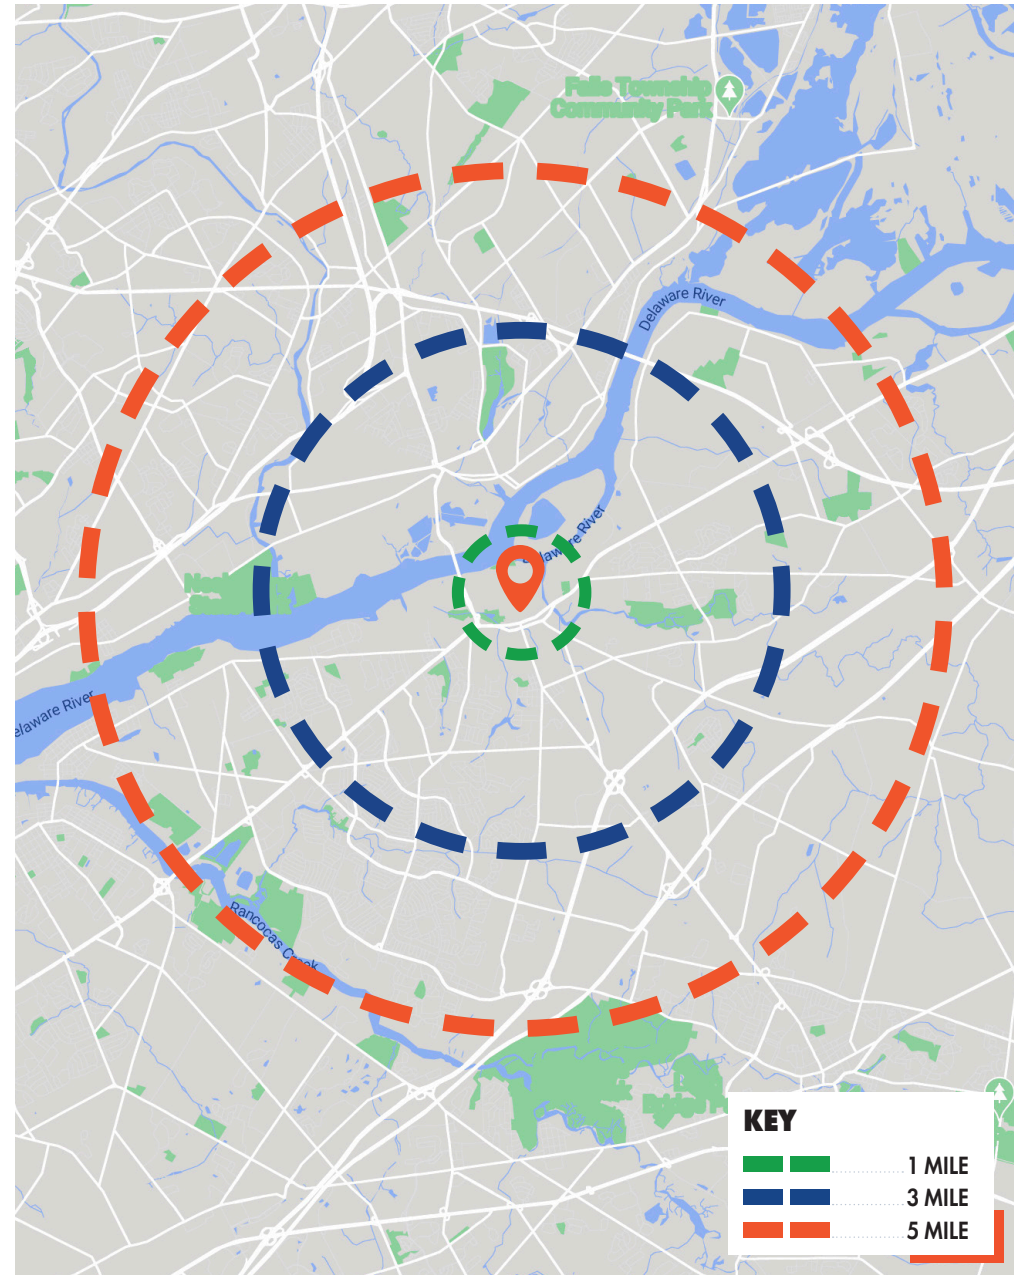 Falls Township
Community Park
Delaware River
Delaware River
Delaware River
Rancocas Creek
KEY
1 MILE
3 MILE
5 MILE